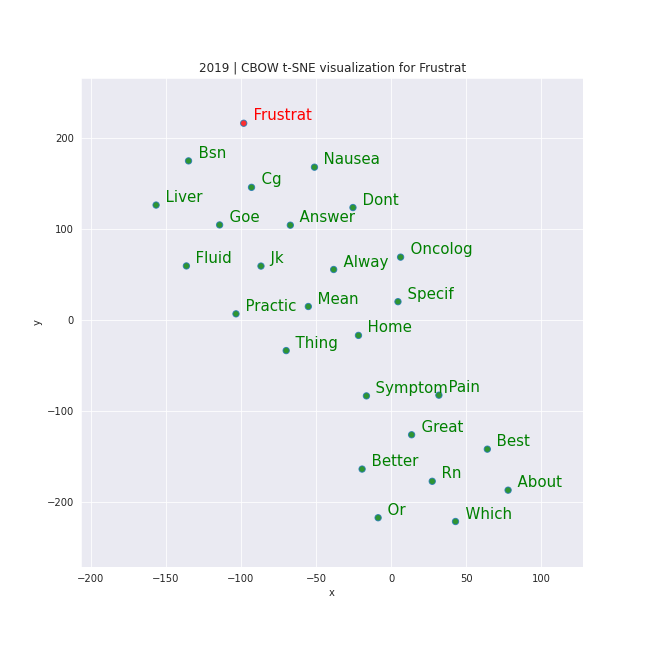 2019 | CBOW t-SNE visualization for Frustrat
Frustrat
Bsn
Nausea
Cg
Liver
Dont
Goe
Answer
Oncolog
Fluid
Jk
Alway
Specif
Practic
Mean
Home
Thing
Symptom
Pain
Great
Best
Better
Rn
About
Or
Which
200
100
0
−100
−200
y
−200
−150
−100
−50
0
50
100
x